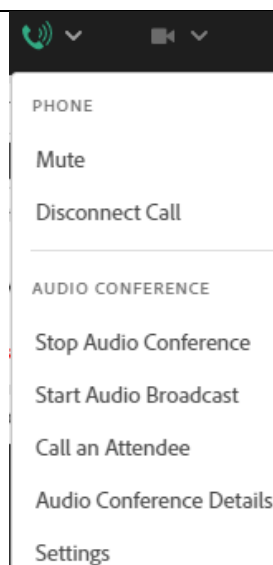 PHONE
Mute
Disconnect Call
AUDIO CONFERENCE
Stop Audio Conference
Start Audio Broadcast
Call an Attendee
Audio Conference Details
Settings